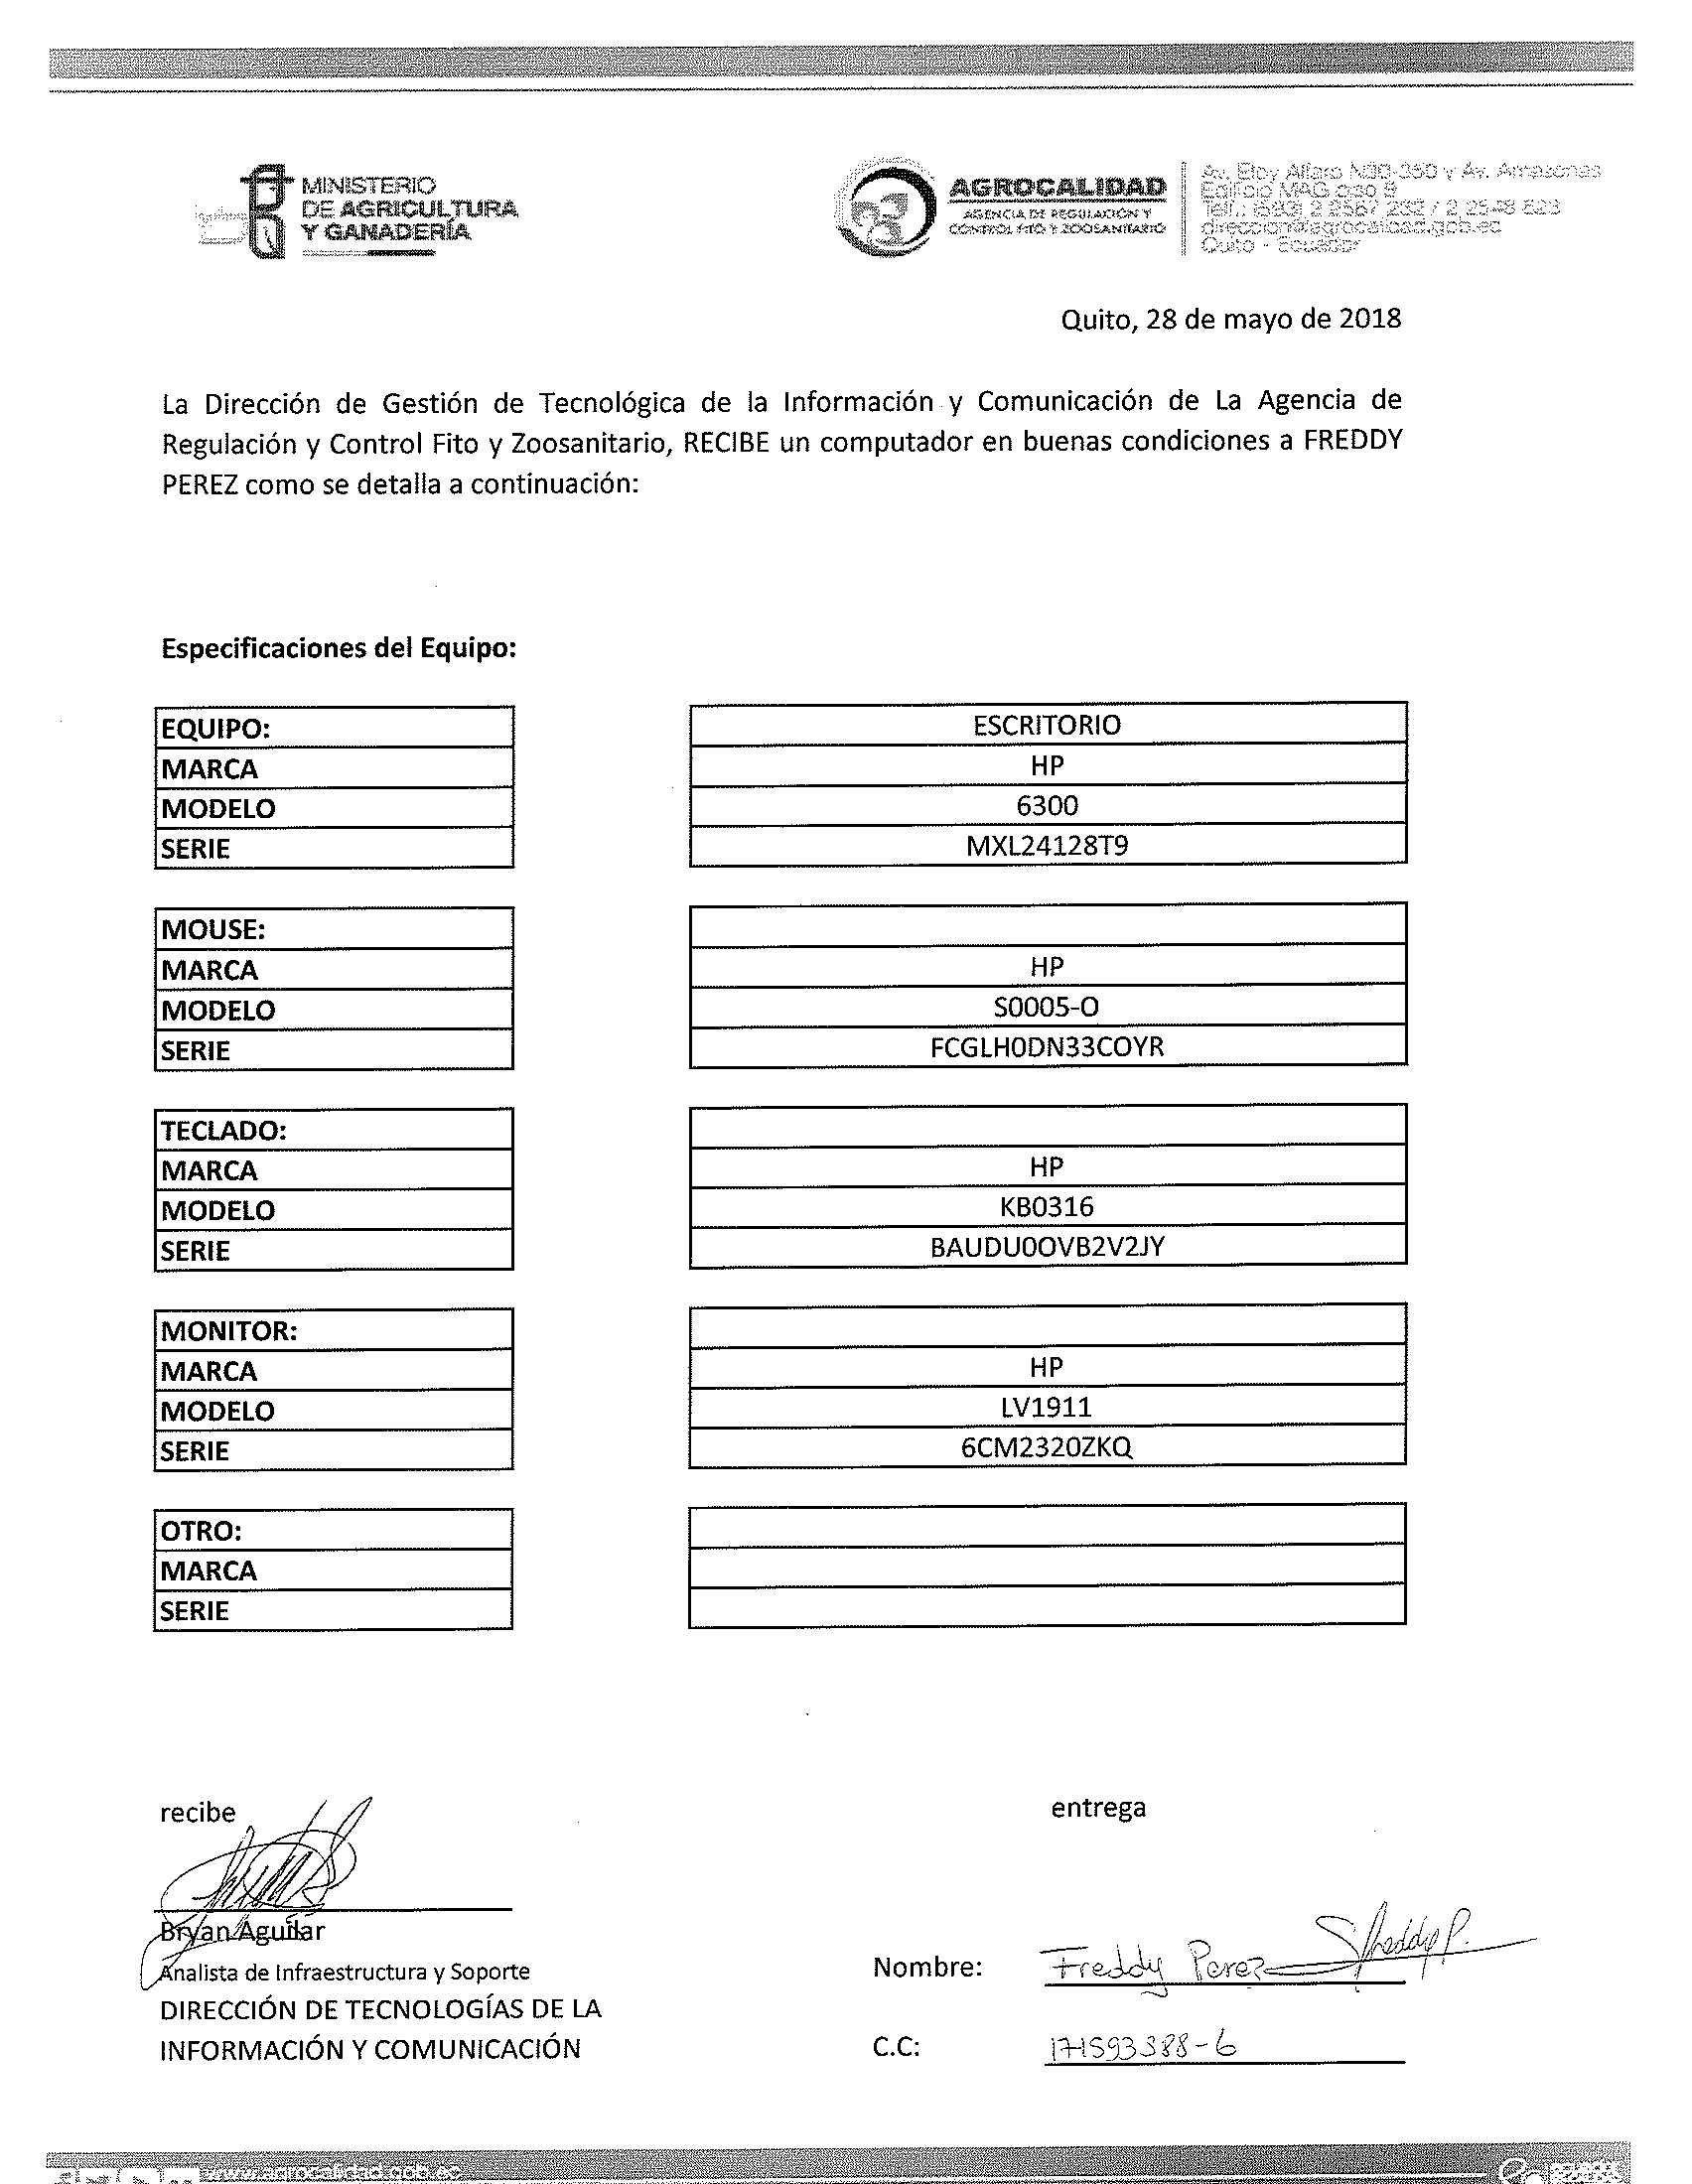 MINISTERIO
DE AGRICULTURA
Y GANADERÍA
AGROCALIDAD
AGENCIA DE REGULACIÓN Y
CONTROL FITO Y ZOOSANITARIO
Av. Eloy Alfaro N30-350 y Av. Amazonas
Edificio MAG piso 9
Telf.: (593) 2 2567 232 / 2 2548 823
direccion@agrocalidad.gob.ec
Quito - Ecuador
Quito, 28 de mayo de 2018
La Dirección de Gestión de Tecnológica de la Información y Comunicación de La Agencia de
Regulación y Control Fito y Zoosanitario, RECIBE un computador en buenas condiciones a FREDDY
PEREZ como se detalla a continuación:
Especificaciones del Equipo:
EQUIPO: ESCRITORIO
MARCA HP
MODELO 6300
SERIE MXL24128T9
MOUSE:
MARCA HP
MODELO S0005-O
SERIE FCGLH0DN33COYR
TECLADO:
MARCA HP
MODELO KB0316
SERIE BAUDU0OVB2V2JY
MONITOR:
MARCA HP
MODELO LV1911
SERIE 6CM2320ZKQ
OTRO:
MARCA
SERIE
recibe entrega
Bryan Aguilar
Analista de Infraestructura y Soporte
DIRECCIÓN DE TECNOLOGÍAS DE LA
INFORMACIÓN Y COMUNICACIÓN
Nombre: Freddy Perez Freddy P.
C.C: 171593388-6
www.agrocalidad.gob.ec